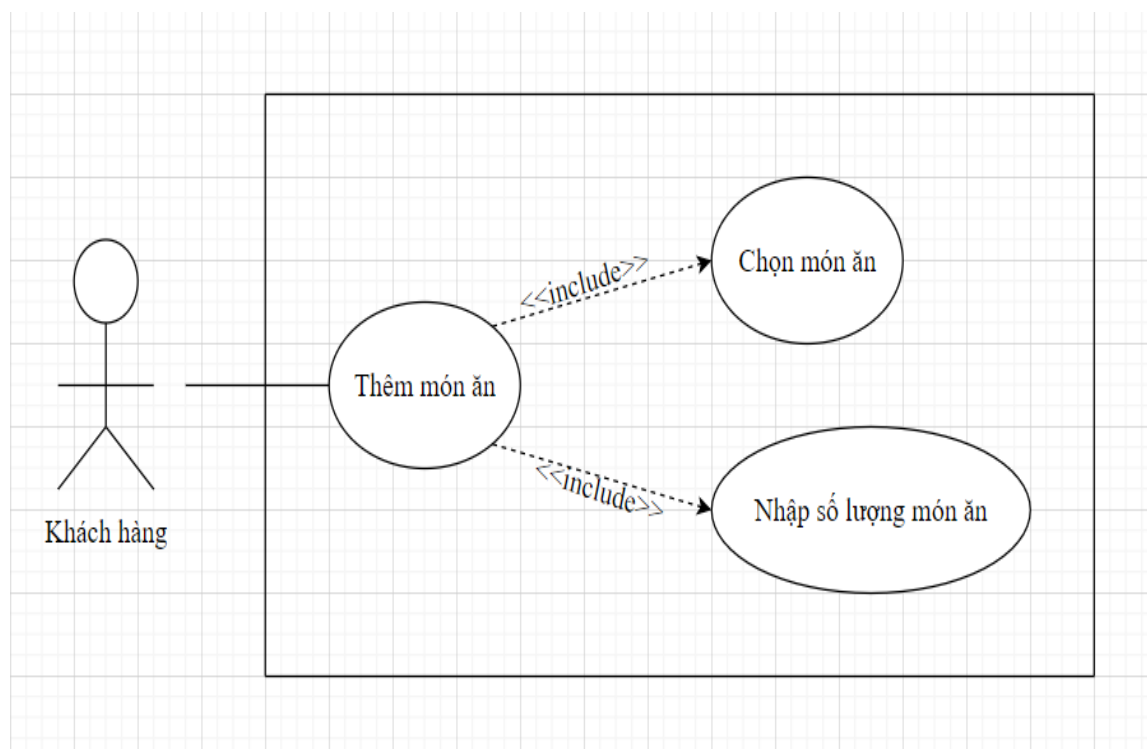 Chọn món ăn
<<include>>
Thêm món ăn
<<include>>
Nhập số lượng món ăn
Khách hàng